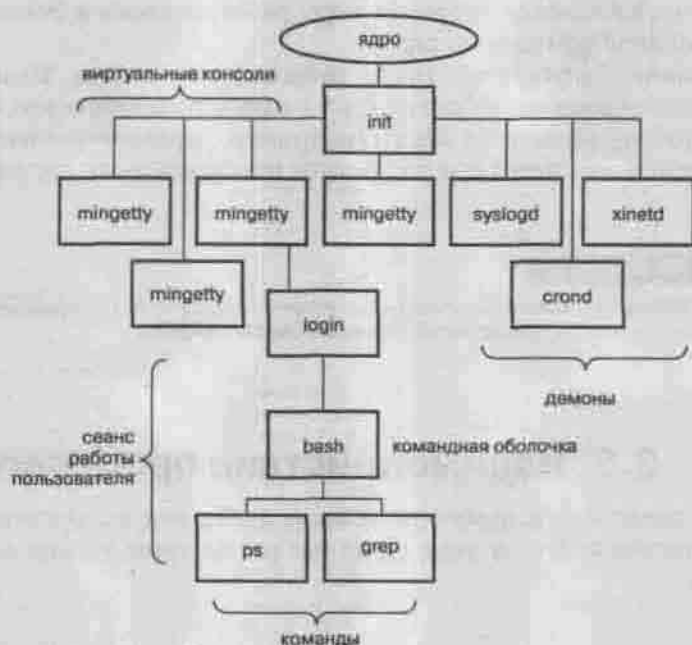 ядро
виртуальные консоли
init
mingetty
mingetty
mingetty
syslogd
xinetd
mingetty
crond
login
демоны
сеанс
работы
пользователя
bash
командная оболочка
ps
grep
команды